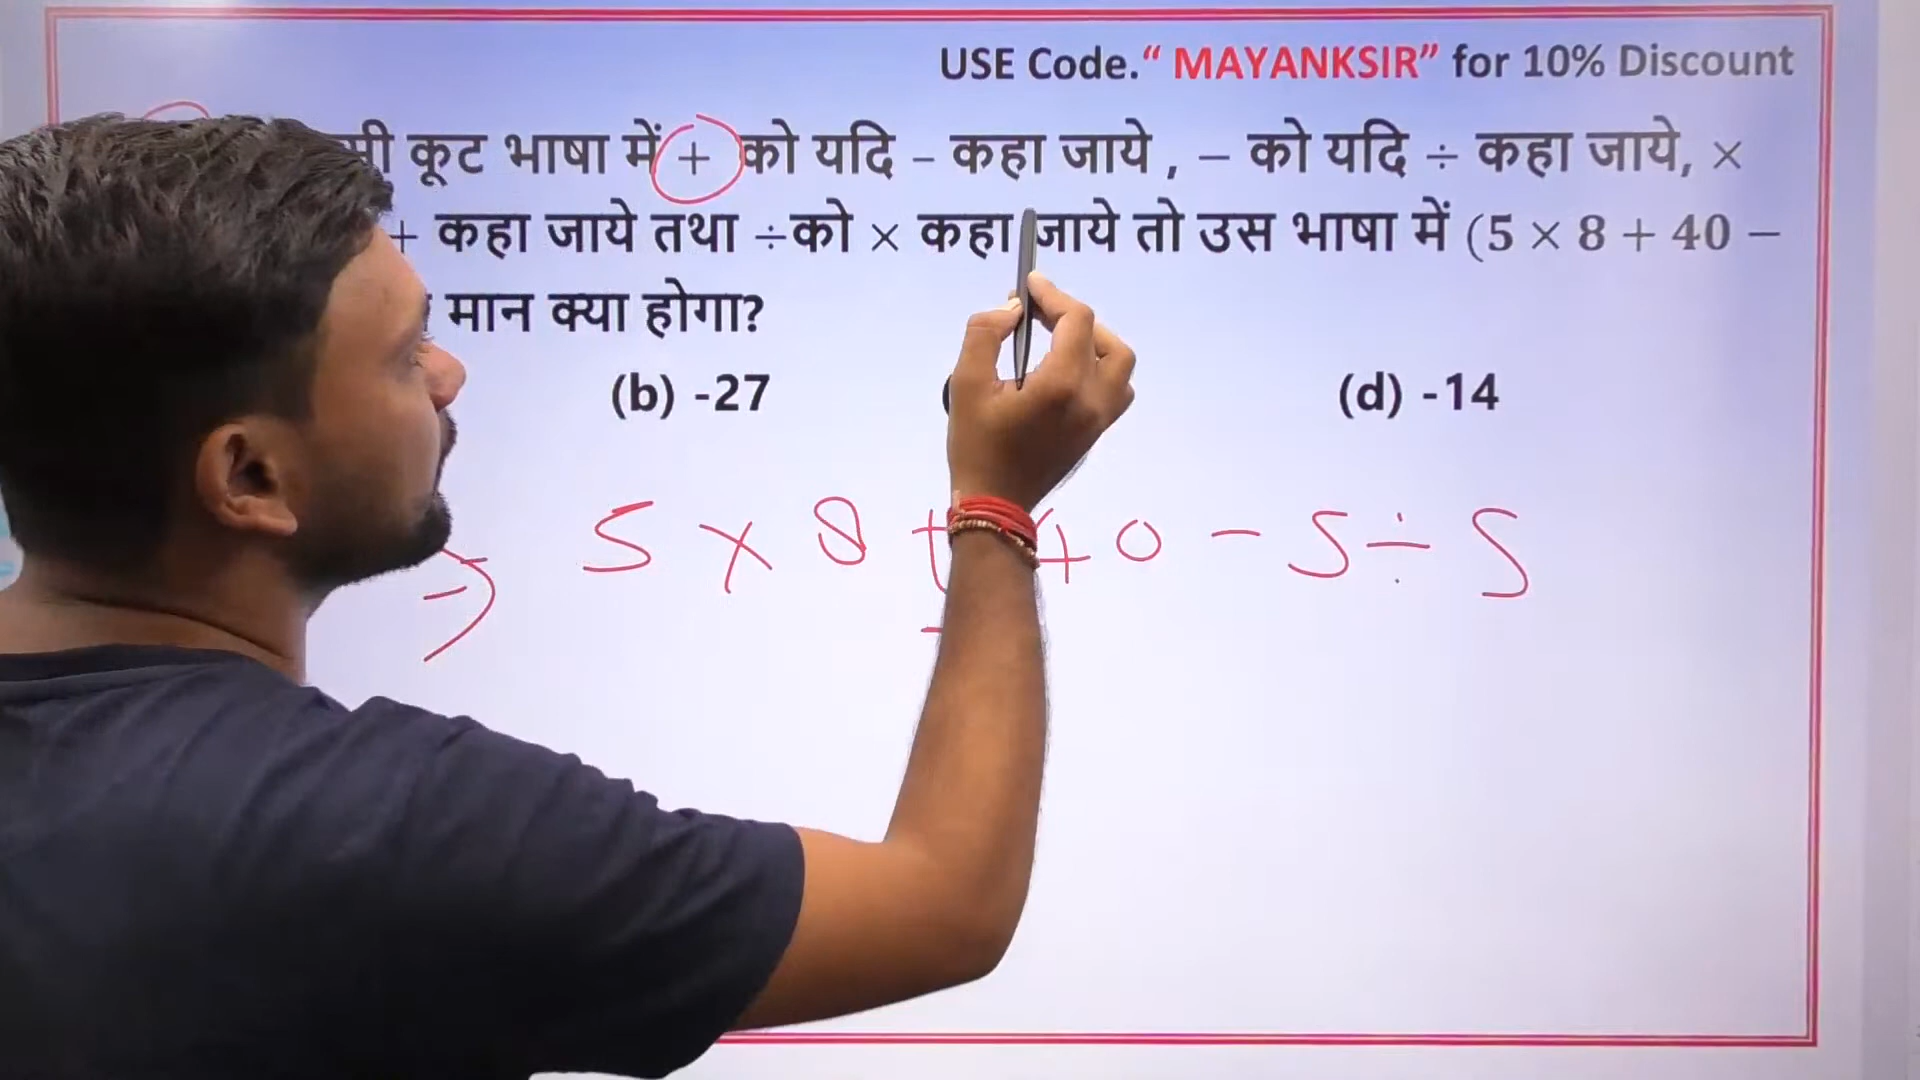 USE Code.“ MAYANKSIR” for 10% Discount
कूट भाषा में + को यदि – कहा जाये , – को यदि ÷ कहा जाये, ×
+ कहा जाये तथा ÷को × कहा जाये तो उस भाषा में (5 × 8 + 40 −
मान क्या होगा?
(b) -27 (d) -14
⇒ 5 × 8 + 40 - 5 ÷ 5